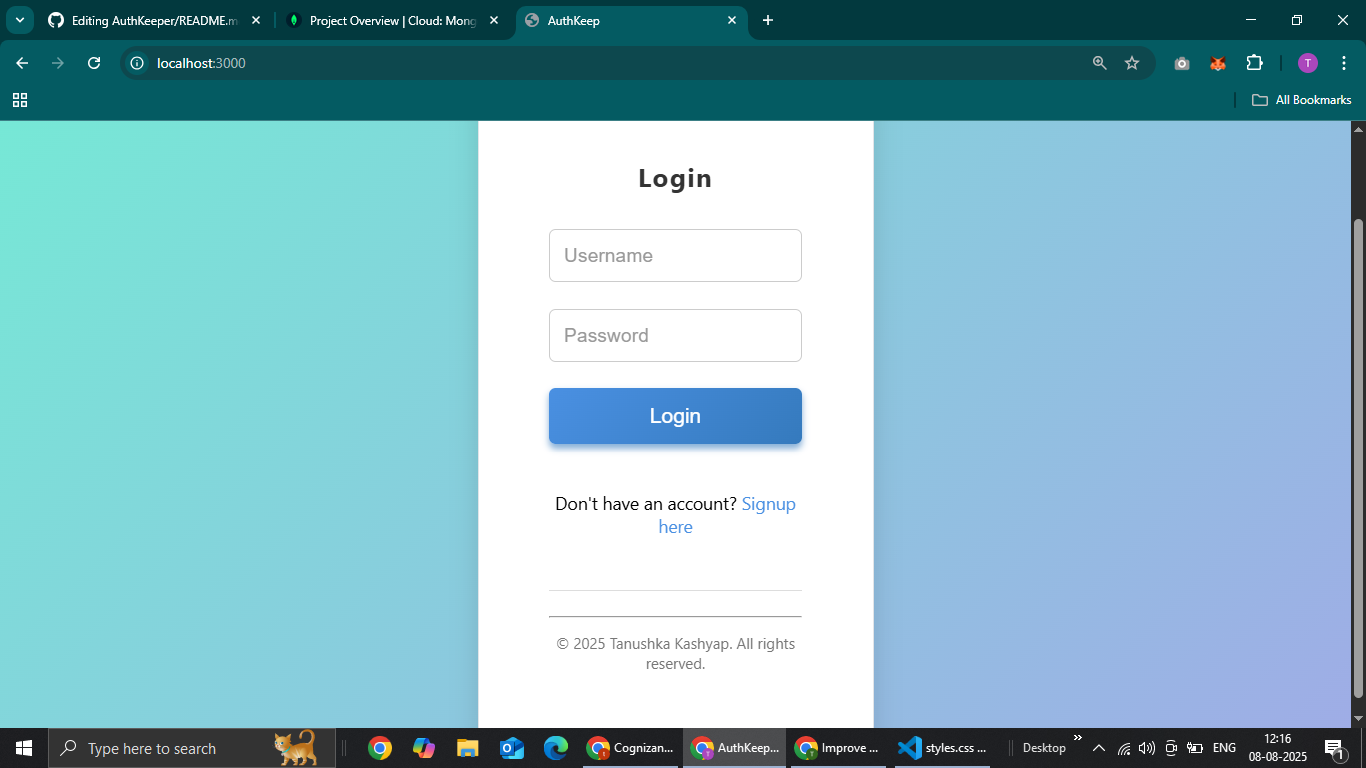 Editing AuthKeeper/README.m
Project Overview | Cloud: Mong
AuthKeep
localhost:3000
T
All Bookmarks
Login
Username
Password
Login
Don't have an account? Signup
here
© 2025 Tanushka Kashyap. All rights
reserved.
Type here to search
Cognizan...
AuthKeep...
Improve ...
styles.css ...
Desktop
ENG
12:16
08-08-2025
1